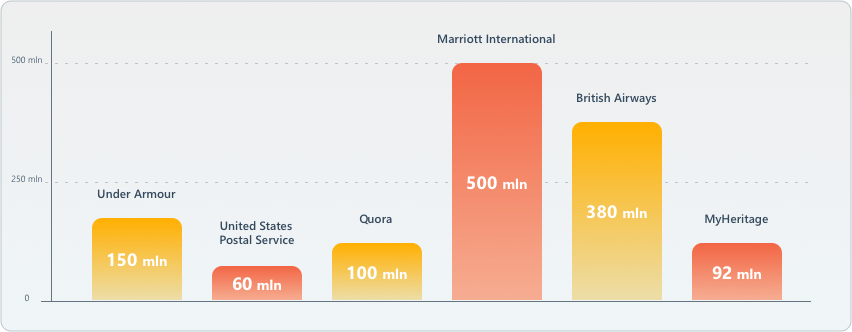 Marriott International
500 mln
British Airways
250 mln
Under Armour
United States
Postal Service
Quora
MyHeritage
150 mln
60 mln
100 mln
500 mln
380 mln
92 mln
0